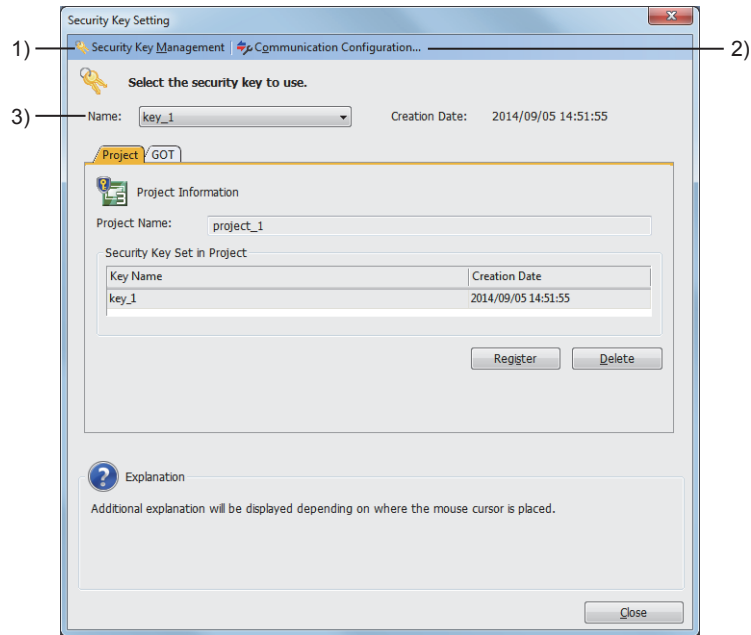 Security Key Setting
1) Security Key Management Communication Configuration... 2)
Select the security key to use.
3) Name: key_1 Creation Date: 2014/09/05 14:51:55
Project GOT
Project Information
Project Name: project_1
Security Key Set in Project
Key Name Creation Date
key_1 2014/09/05 14:51:55
Register Delete
Explanation
Additional explanation will be displayed depending on where the mouse cursor is placed.
Close